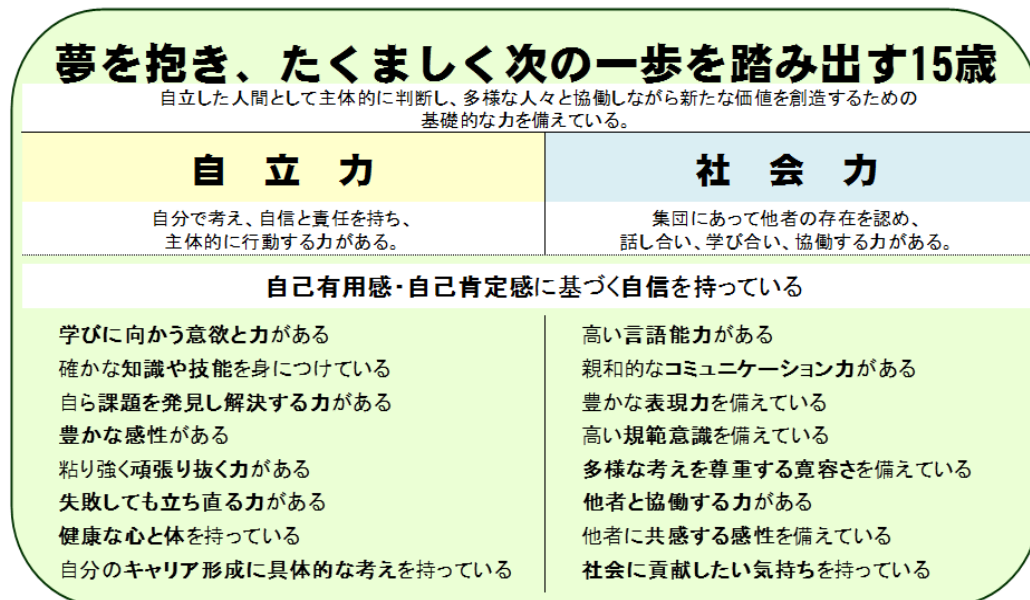 夢を抱き、たくましく次の一歩を踏み出す15歳
自立した人間として主体的に判断し、多様な人々と協働しながら新たな価値を創造するための
基礎的な力を備えている。
自 立 力
社 会 力
自分で考え、自信と責任を持ち、
主体的に行動する力がある。
集団にあって他者の存在を認め、
話し合い、学び合い、協働する力がある。
自己有用感・自己肯定感に基づく自信を持っている
学びに向かう意欲と力がある
確かな知識や技能を身につけている
自ら課題を発見し解決する力がある
豊かな感性がある
粘り強く頑張り抜く力がある
失敗しても立ち直る力がある
健康な心と体を持っている
自分のキャリア形成に具体的な考えを持っている
高い言語能力がある
親和的なコミュニケーション力がある
豊かな表現力を備えている
高い規範意識を備えている
多様な考えを尊重する寛容さを備えている
他者と協働する力がある
他者に共感する感性を備えている
社会に貢献したい気持ちを持っている